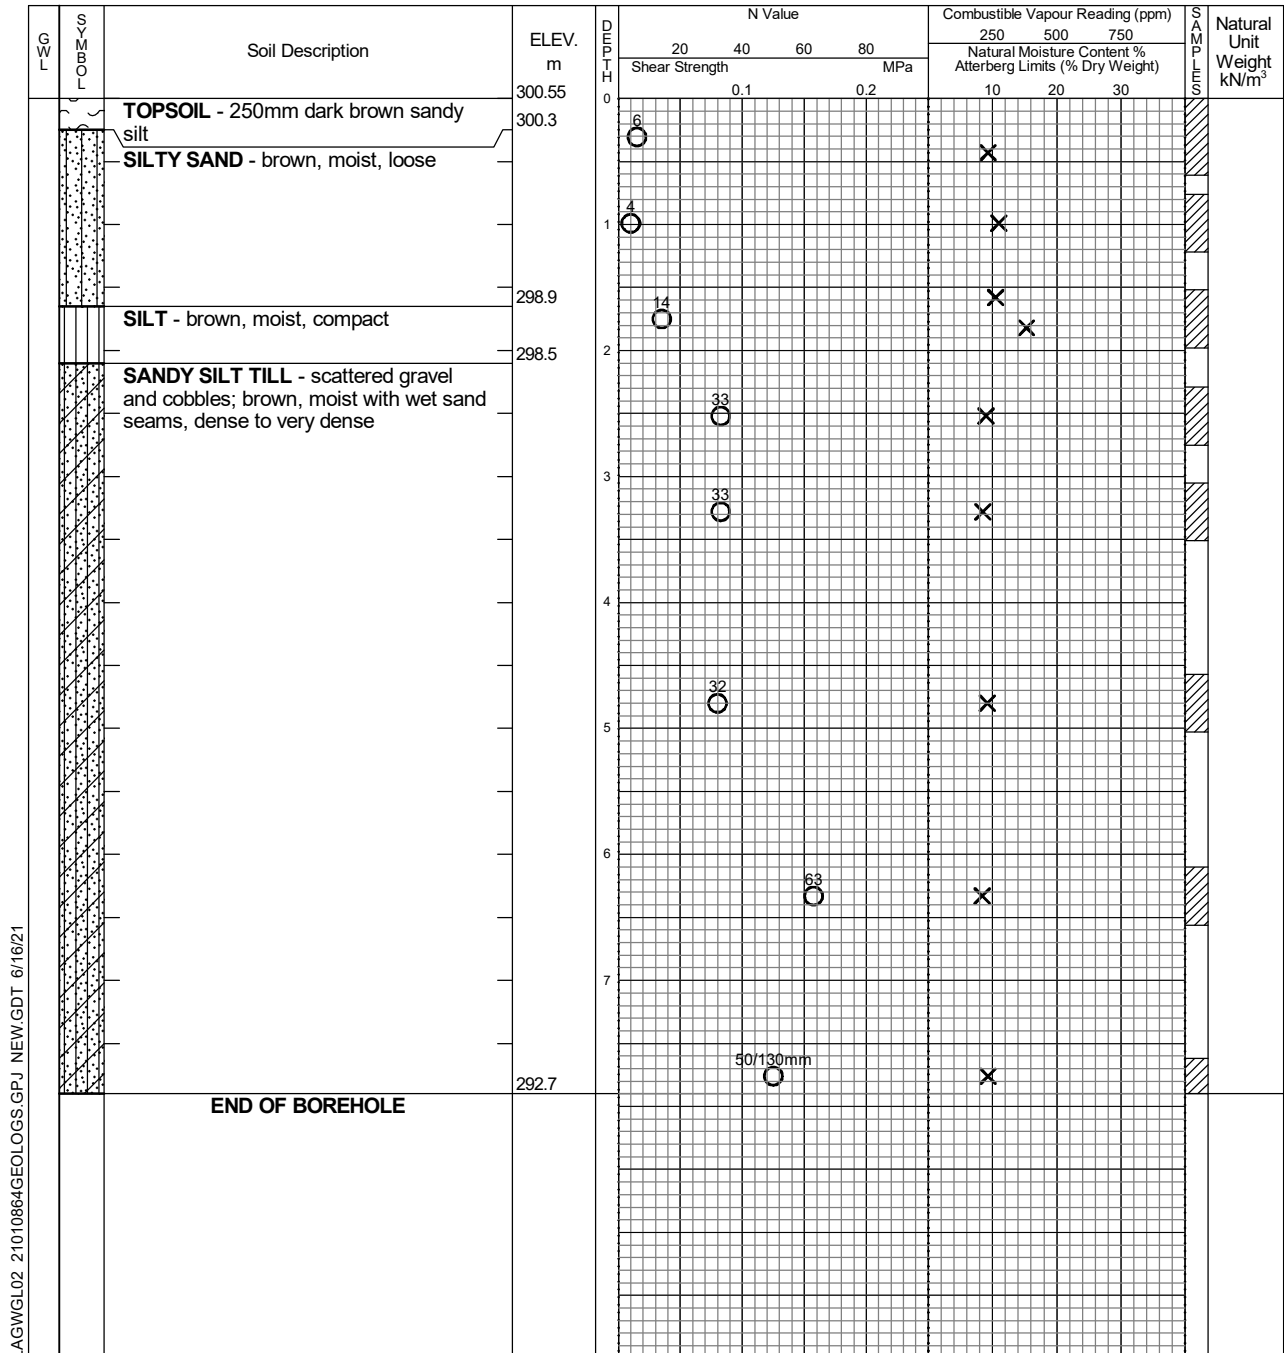 GWL
SYMBOL
Soil Description
ELEV.
m
DEPTH
N Value
20 40 60 80
Shear Strength MPa
0.1 0.2
Combustible Vapour Reading (ppm)
250 500 750
Natural Moisture Content %
Atterberg Limits (% Dry Weight)
10 20 30
SAMPLES
Natural
Unit
Weight
kN/m³
300.55
0
TOPSOIL - 250mm dark brown sandy
silt
300.3
6
SILTY SAND - brown, moist, loose
4
1
298.9
14
SILT - brown, moist, compact
298.5
2
SANDY SILT TILL - scattered gravel
and cobbles; brown, moist with wet sand
seams, dense to very dense
33
3
33
4
32
5
6
63
7
50/130mm
292.7
END OF BOREHOLE
AGWGL02 21010864GEOLOGS.GPJ NEW.GDT 6/16/21